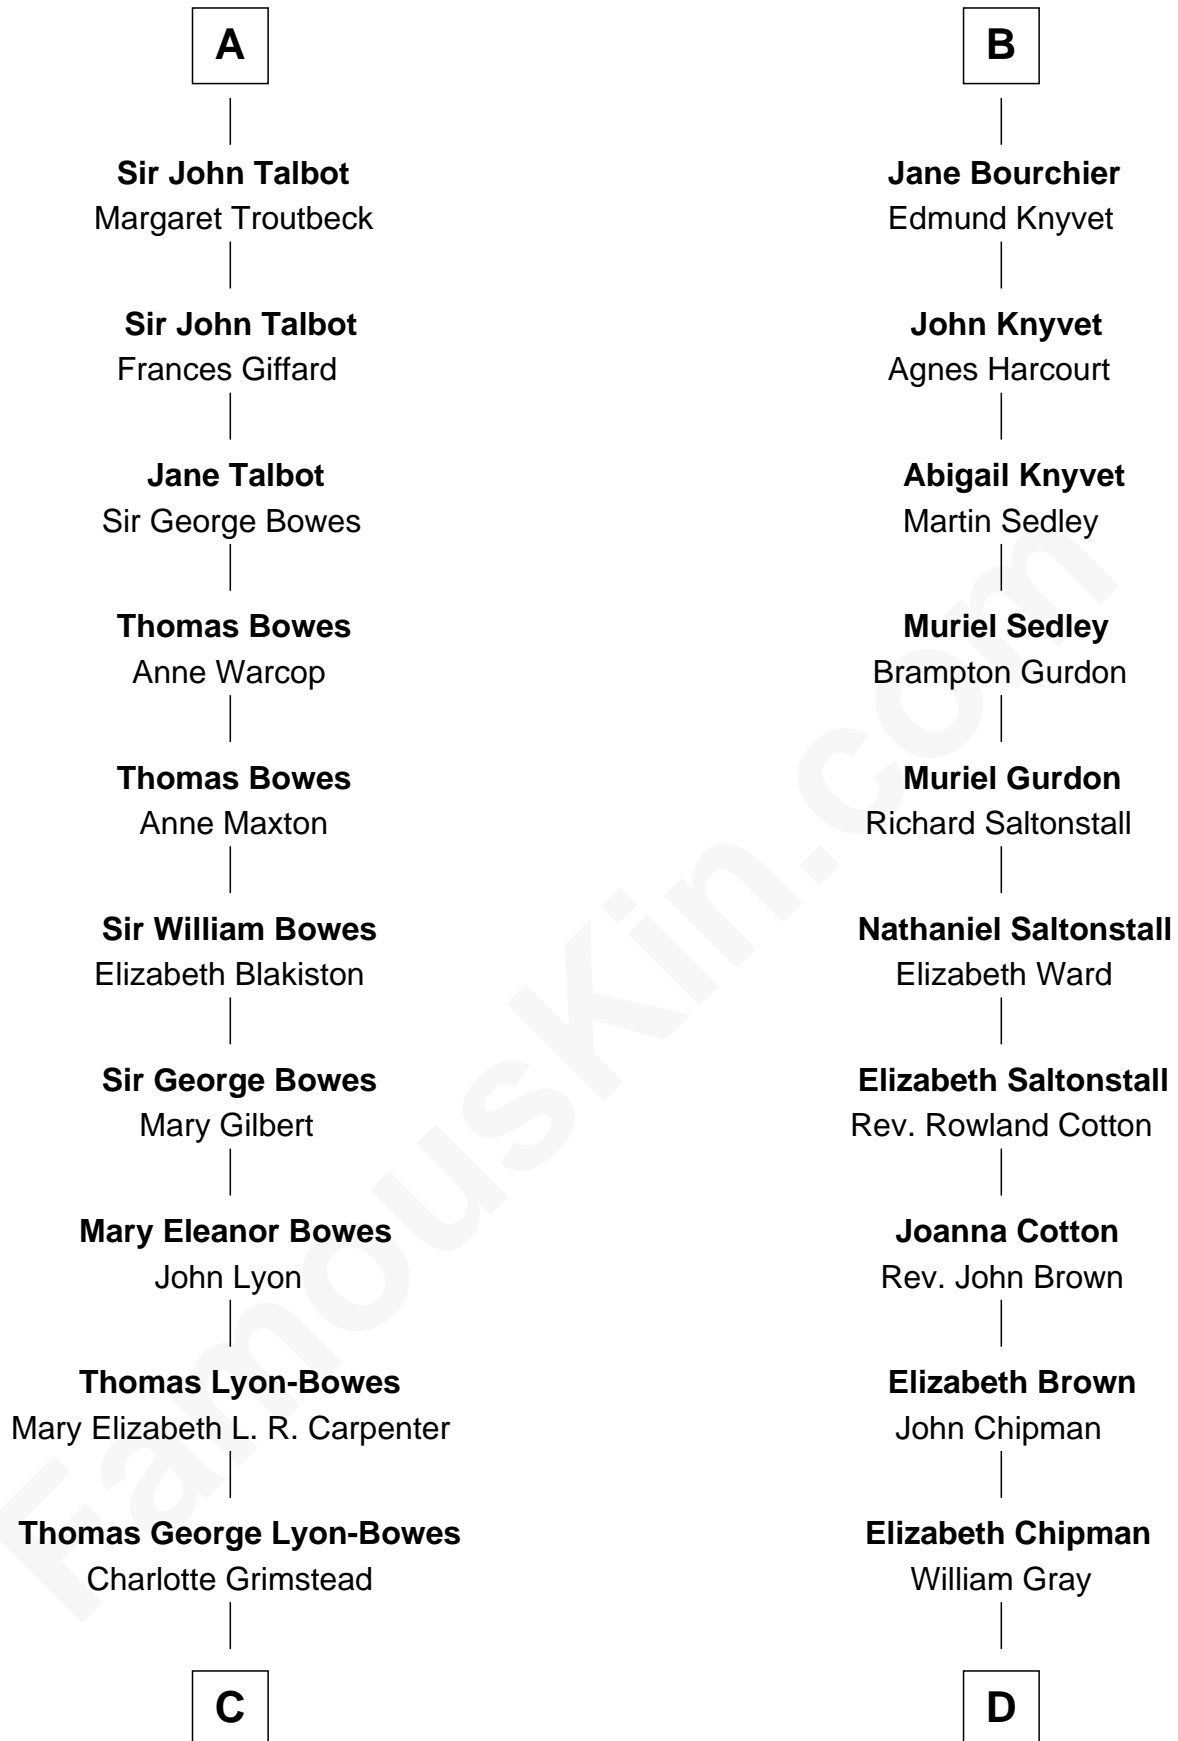 A
Sir John Talbot
Margaret Troutbeck
Sir John Talbot
Frances Giffard
Jane Talbot
Sir George Bowes
Thomas Bowes
Anne Warcop
Thomas Bowes
Anne Maxton
Sir William Bowes
Elizabeth Blakiston
Sir George Bowes
Mary Gilbert
Mary Eleanor Bowes
John Lyon
Thomas Lyon-Bowes
Mary Elizabeth L. R. Carpenter
Thomas George Lyon-Bowes
Charlotte Grimstead
C
B
Jane Bourchier
Edmund Knyvet
John Knyvet
Agnes Harcourt
Abigail Knyvet
Martin Sedley
Muriel Sedley
Brampton Gurdon
Muriel Gurdon
Richard Saltonstall
Nathaniel Saltonstall
Elizabeth Ward
Elizabeth Saltonstall
Rev. Rowland Cotton
Joanna Cotton
Rev. John Brown
Elizabeth Brown
John Chipman
Elizabeth Chipman
William Gray
D
FamousKin.com